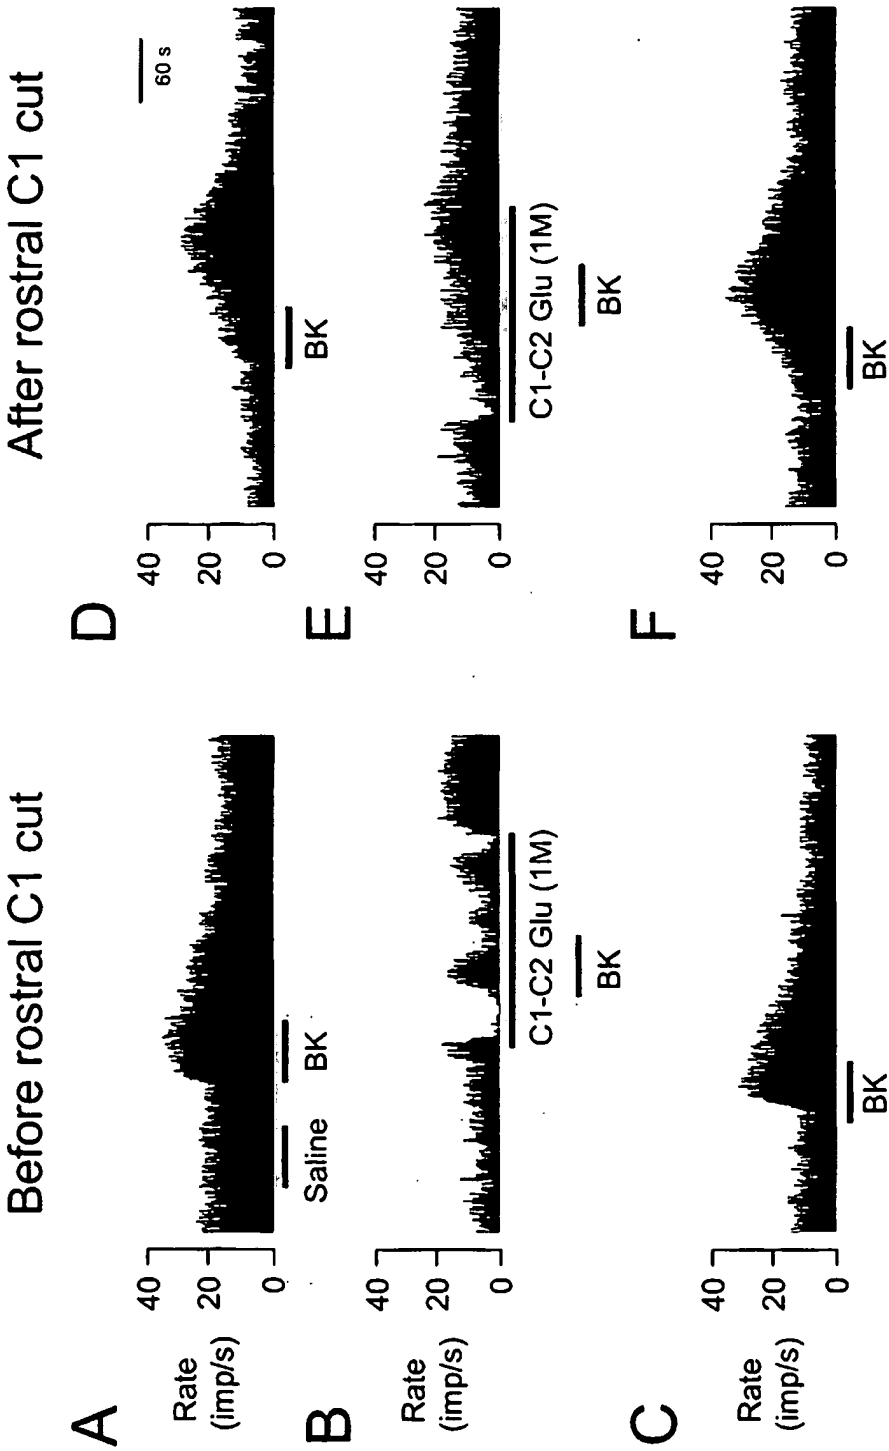 Before rostral C1 cut
After rostral C1 cut
A
Rate
(imp/s)
40
20
0
Saline
BK
D
40
20
0
BK
60 s
B
Rate
(imp/s)
40
20
0
C1-C2 Glu (1M)
BK
E
40
20
0
C1-C2 Glu (1M)
BK
C
Rate
(imp/s)
40
20
0
BK
F
40
20
0
BK